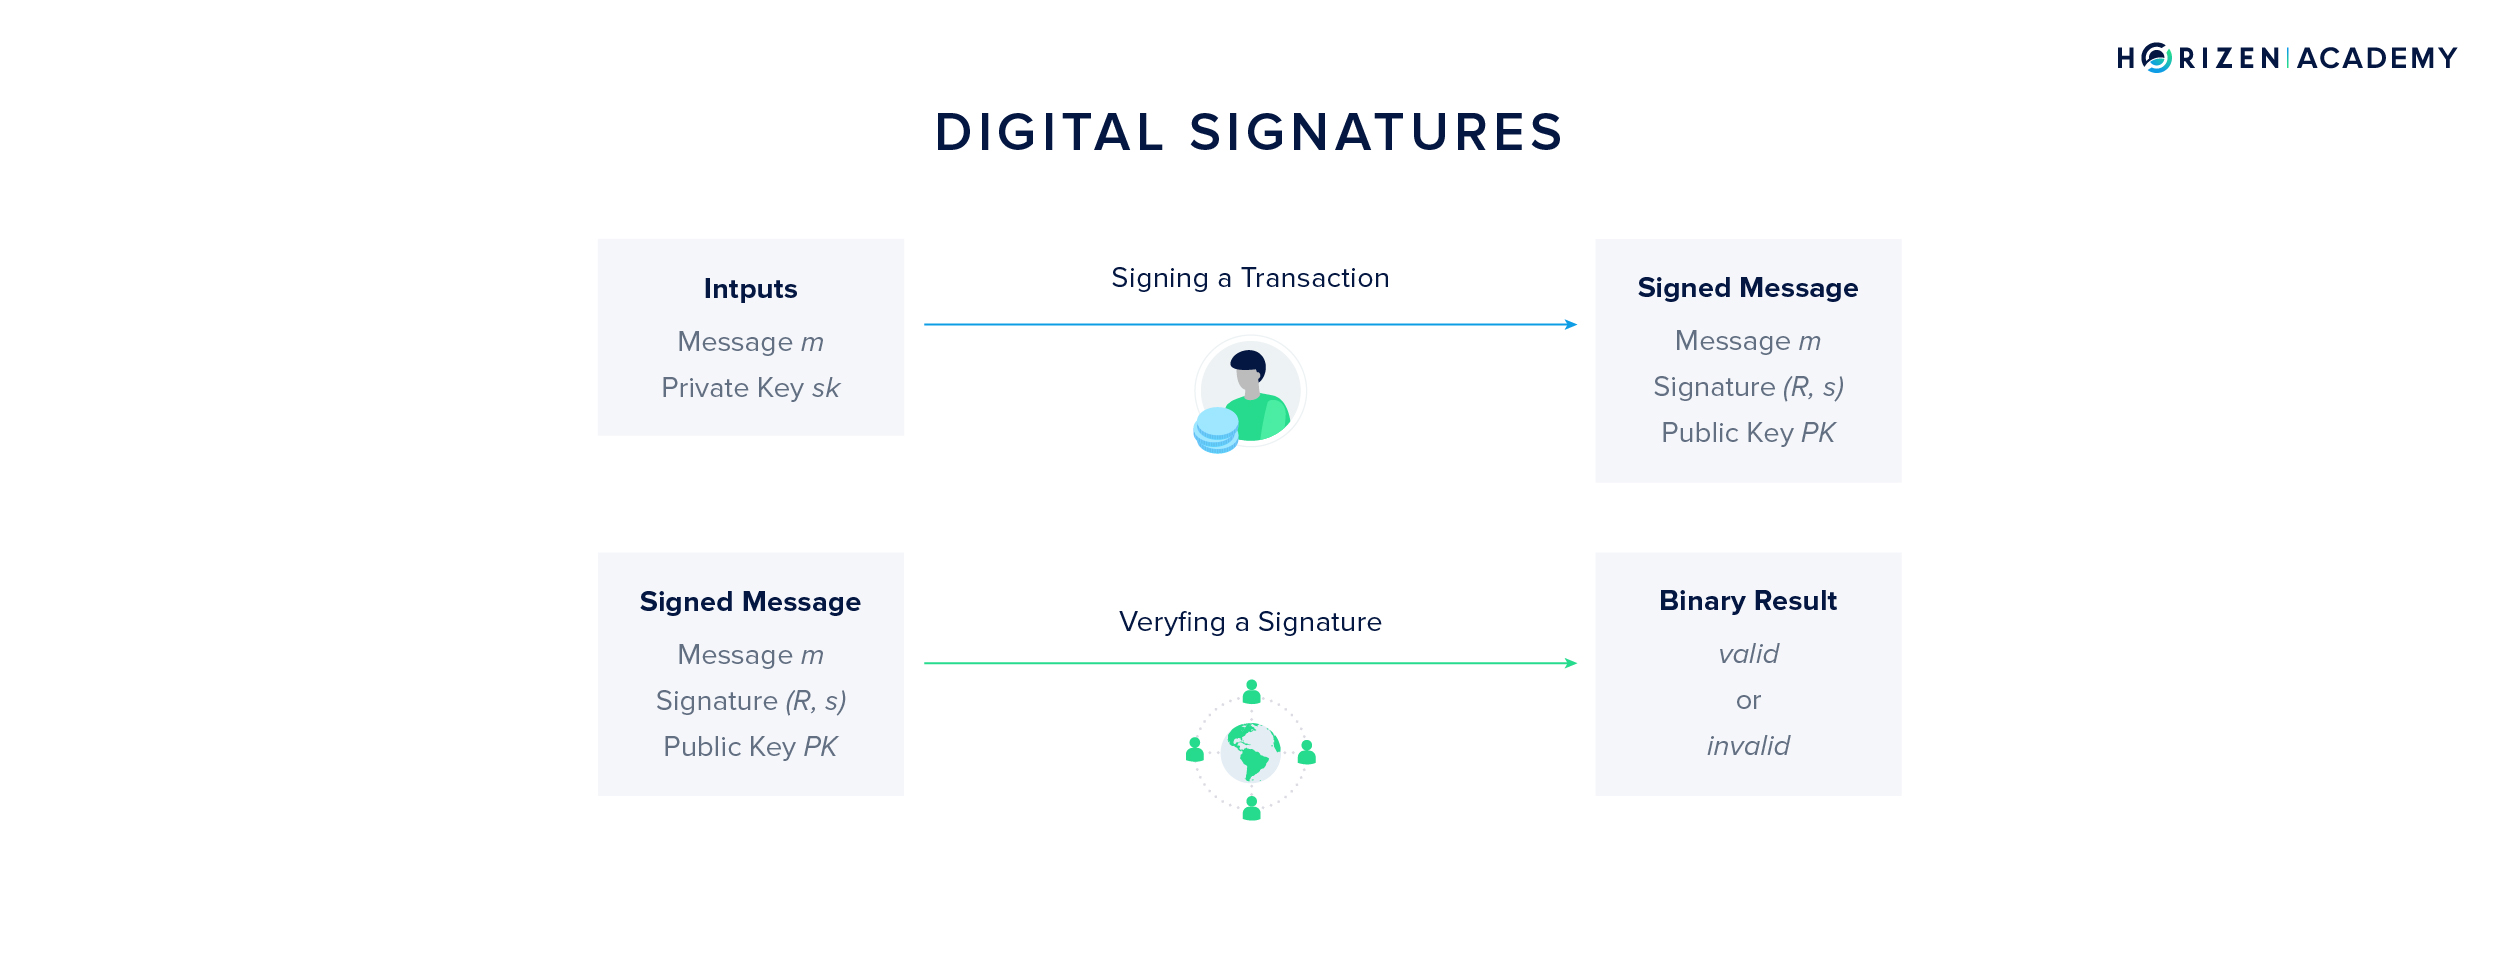 HORIZEN | ACADEMY
DIGITAL SIGNATURES
Intputs
Message m
Private Key sk
Signing a Transaction
Signed Message
Message m
Signature (R, s)
Public Key PK
Signed Message
Message m
Signature (R, s)
Public Key PK
Veryfing a Signature
Binary Result
valid
or
invalid